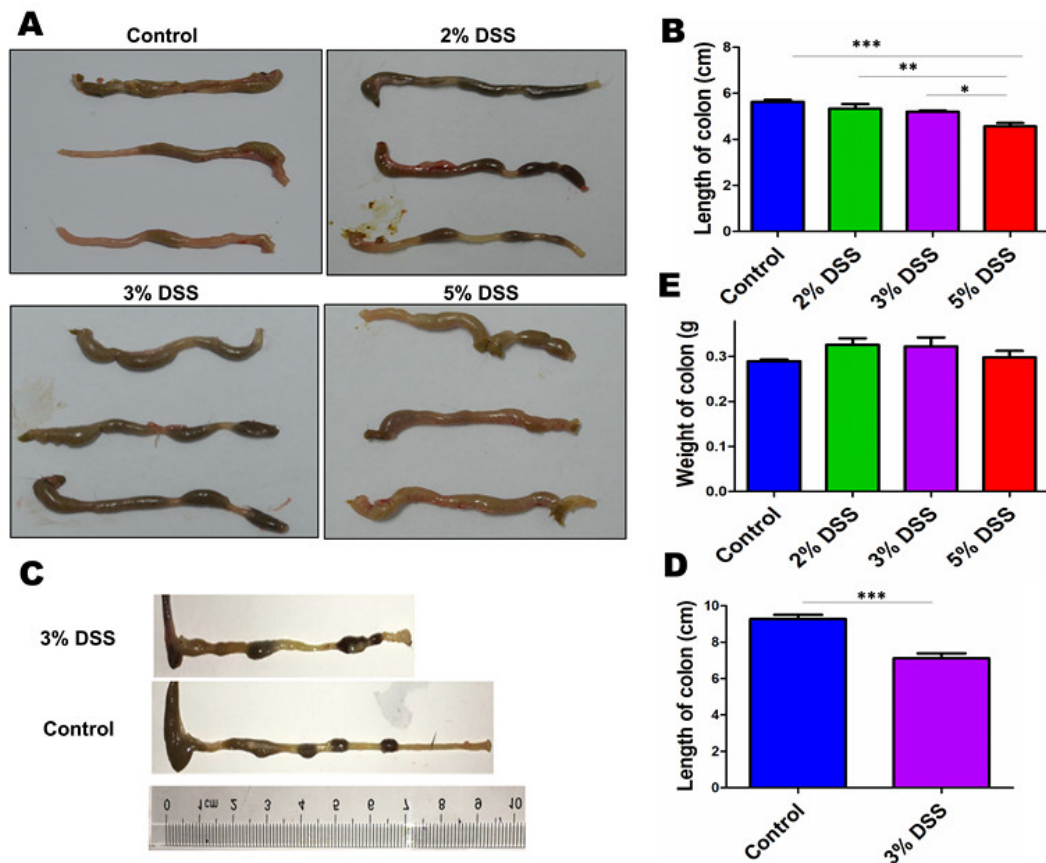 A
Control
2% DSS
3% DSS
5% DSS
B
Length of colon (cm)
8
6
4
2
0
***
**
*
Control
2% DSS
3% DSS
5% DSS
E
Weight of colon (g
0.3
0.2
0.1
0.0
Control
2% DSS
3% DSS
5% DSS
C
3% DSS
Control
0 1cm 2 3 4 5 6 7 8 9 10
D
Length of colon (cm)
10
8
6
4
2
0
***
Control
3% DSS